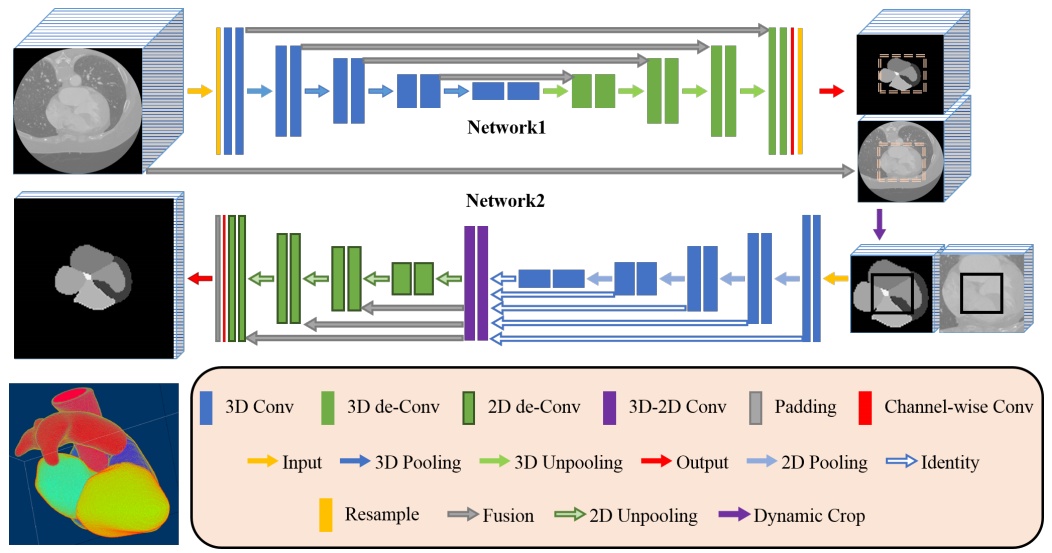 Network1
Network2
3D Conv 3D de-Conv 2D de-Conv 3D-2D Conv Padding Channel-wise Conv
Input 3D Pooling 3D Unpooling Output 2D Pooling Identity
Resample Fusion 2D Unpooling Dynamic Crop